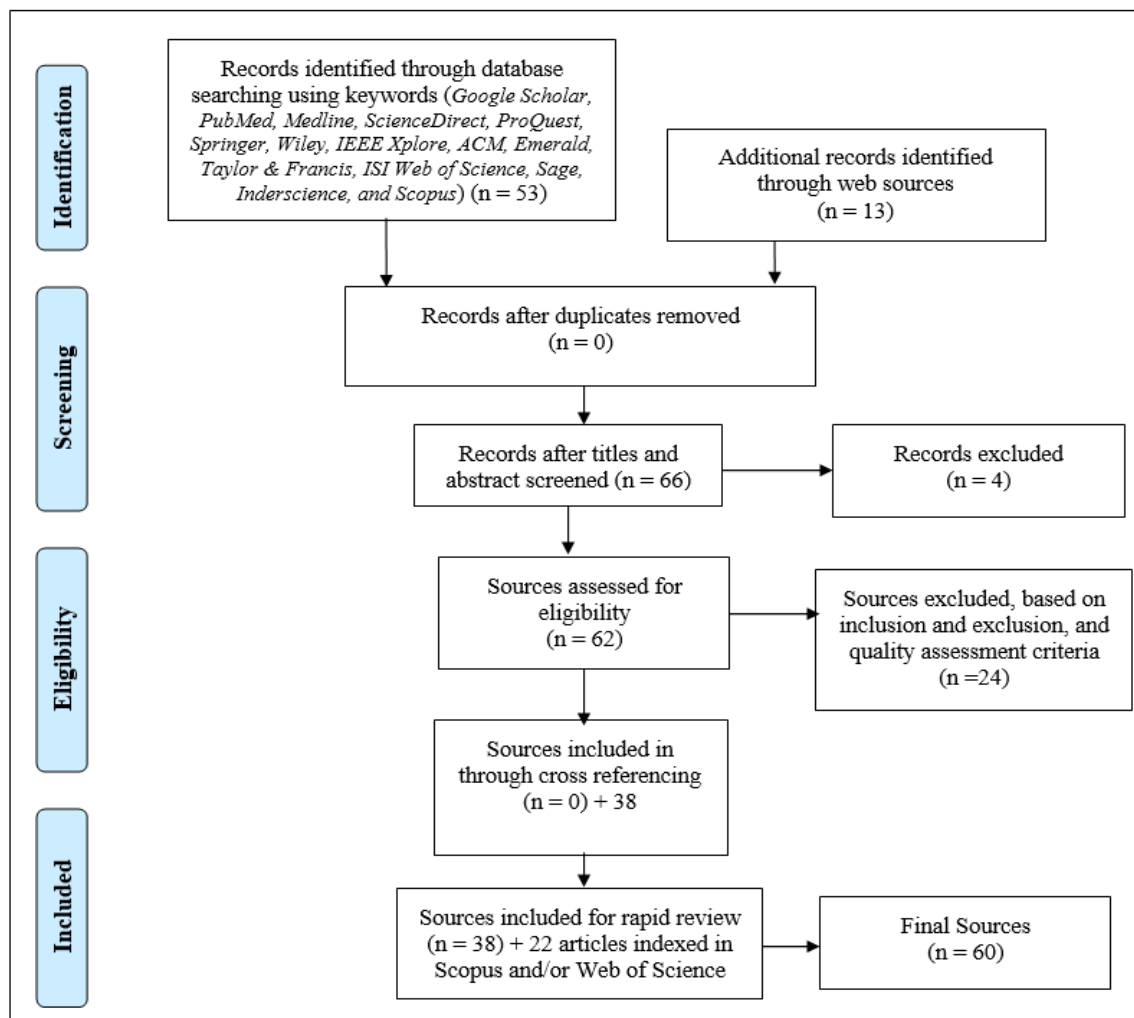 Identification
Records identified through database
searching using keywords (Google Scholar,
PubMed, Medline, ScienceDirect, ProQuest,
Springer, Wiley, IEEE Xplore, ACM, Emerald,
Taylor & Francis, ISI Web of Science, Sage,
Inderscience, and Scopus) (n = 53)
Additional records identified
through web sources
(n = 13)
Screening
Records after duplicates removed
(n = 0)
Records after titles and
abstract screened (n = 66)
Records excluded
(n = 4)
Eligibility
Sources assessed for
eligibility
(n = 62)
Sources excluded, based on
inclusion and exclusion, and
quality assessment criteria
(n =24)
Sources included in
through cross referencing
(n = 0) + 38
Included
Sources included for rapid review
(n = 38) + 22 articles indexed in
Scopus and/or Web of Science
Final Sources
(n = 60)